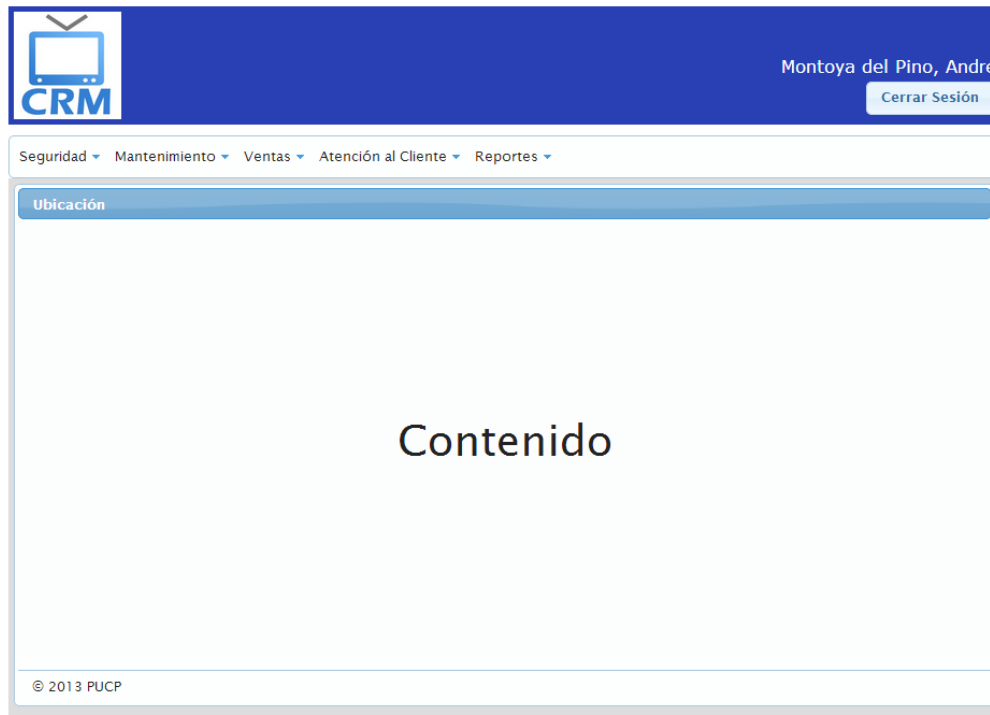 CRM
Montoya del Pino, Andre
Cerrar Sesión
Seguridad Mantenimiento Ventas Atención al Cliente Reportes
Ubicación
Contenido
© 2013 PUCP